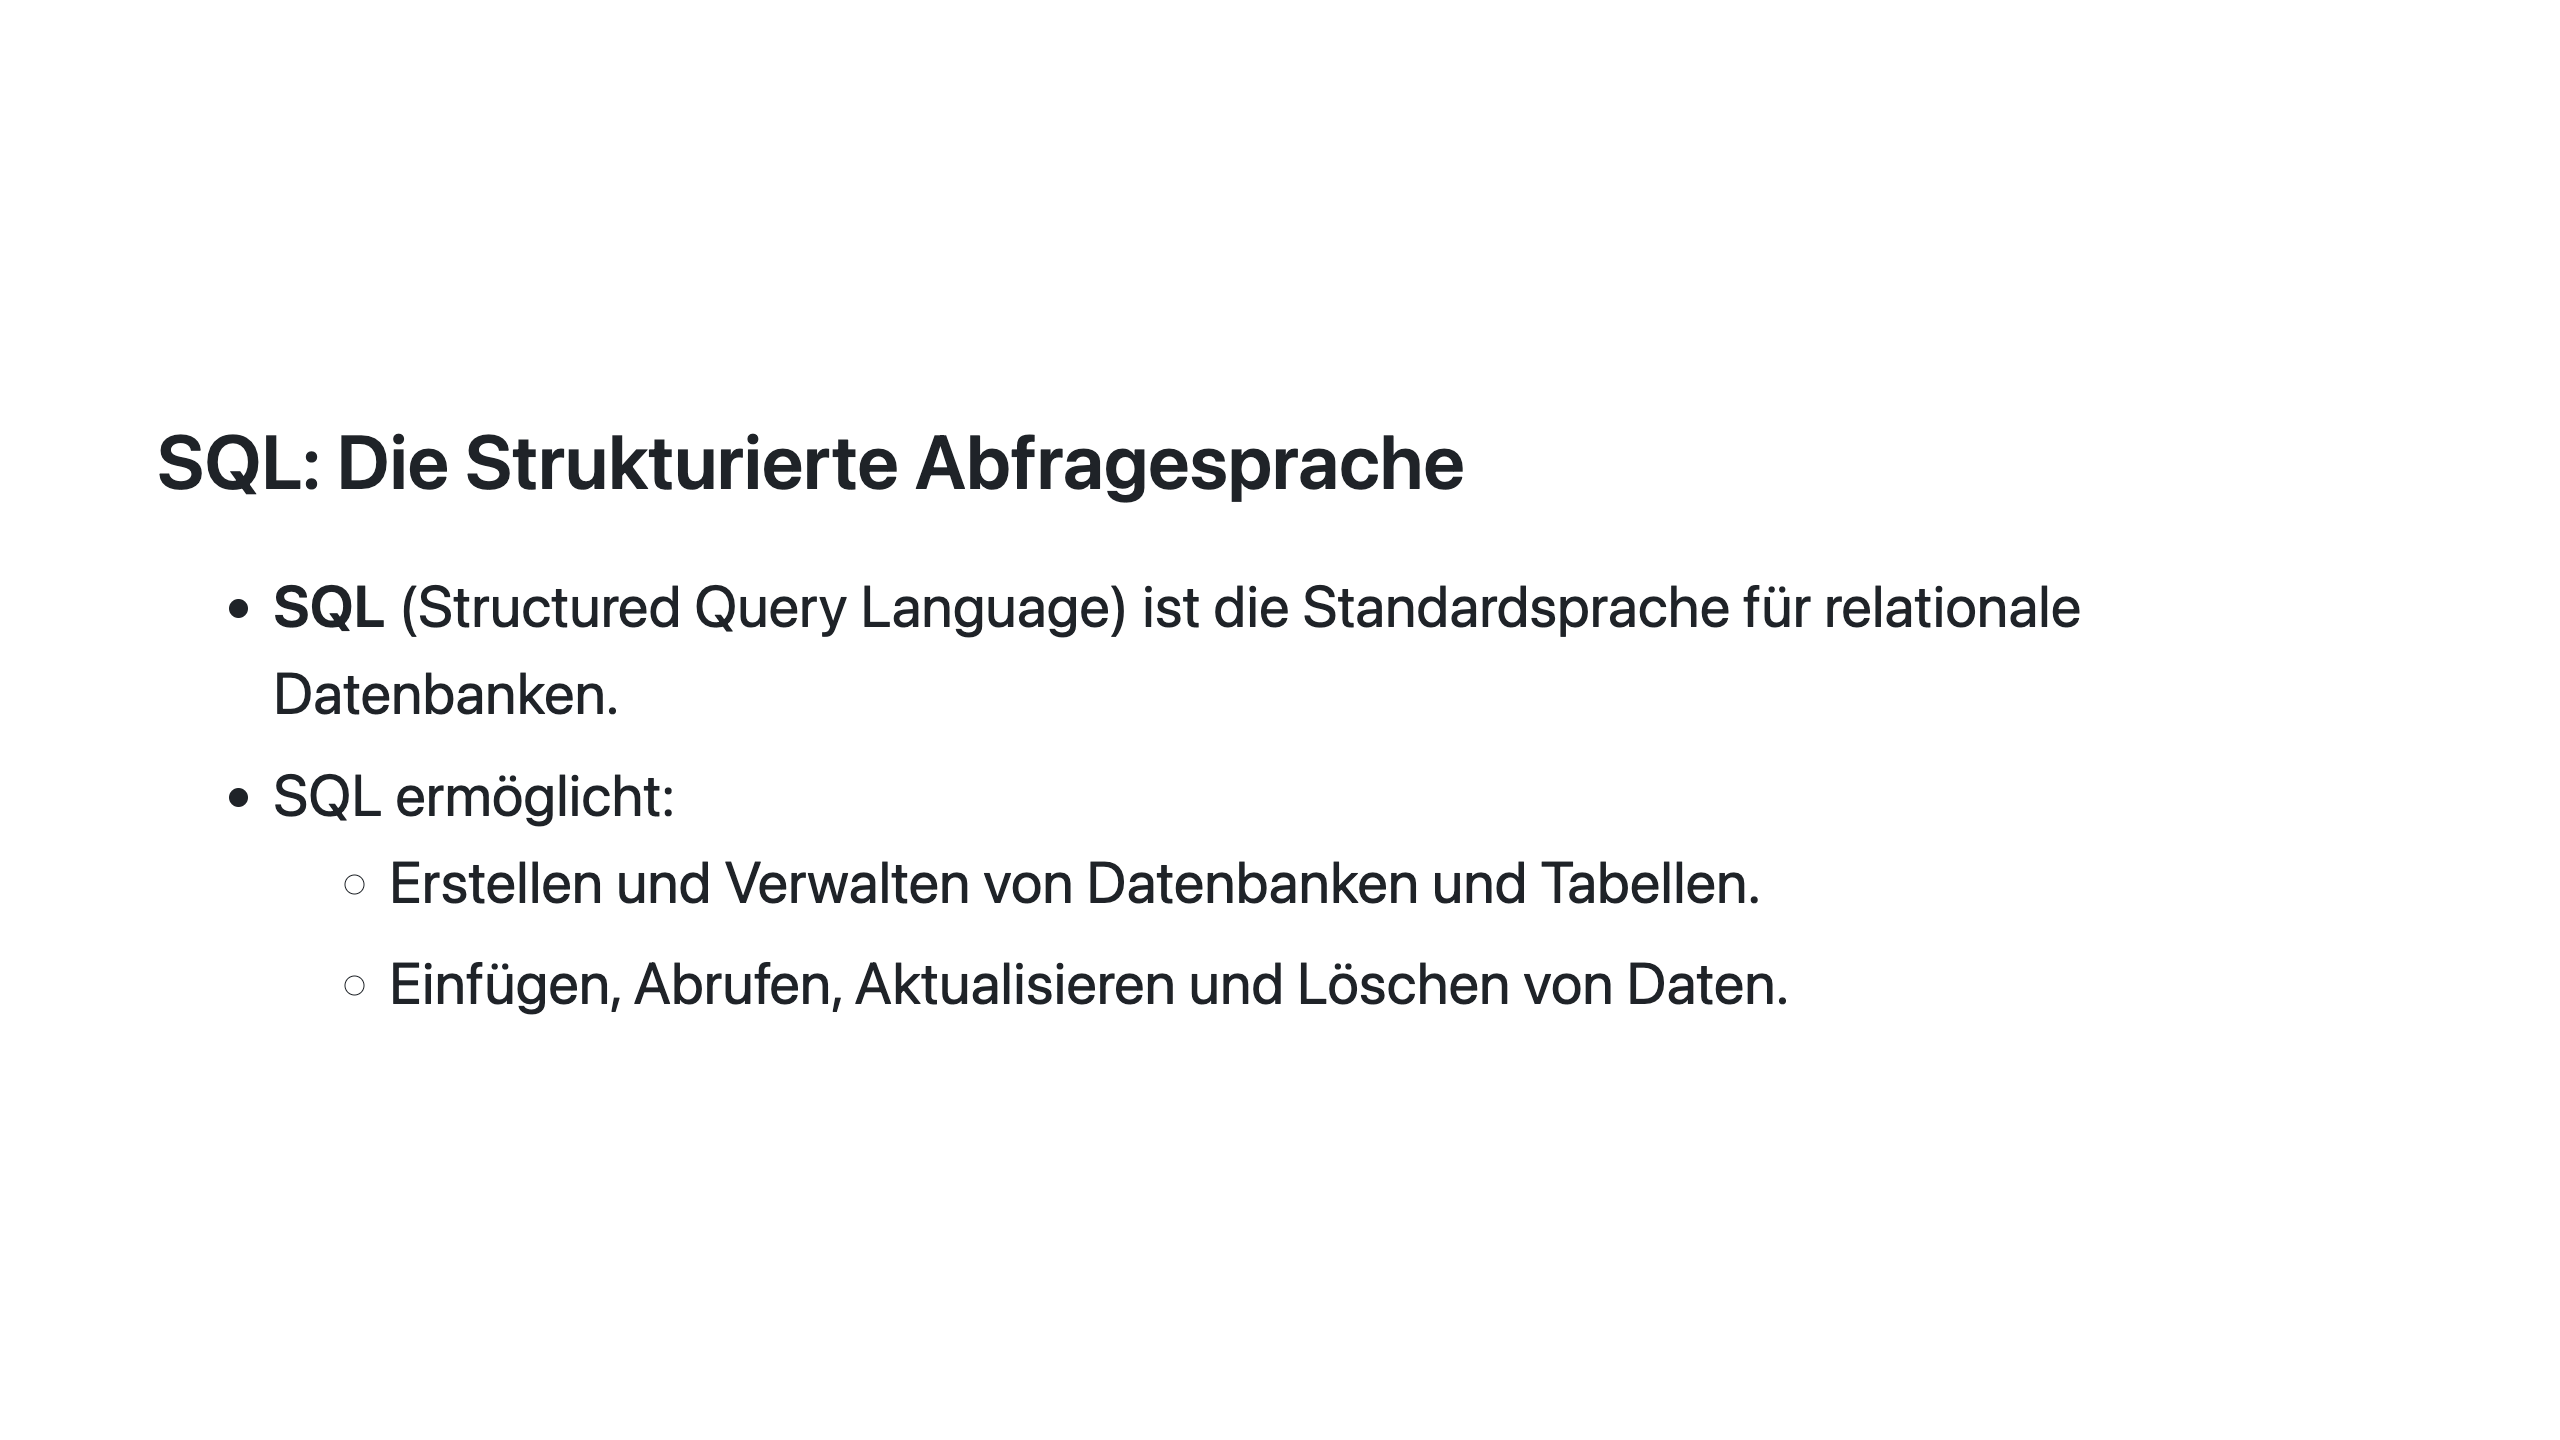 SQL: Die Strukturierte Abfragesprache
• SQL (Structured Query Language) ist die Standardsprache für relationale
Datenbanken.
• SQL ermöglicht:
○ Erstellen und Verwalten von Datenbanken und Tabellen.
○ Einfügen, Abrufen, Aktualisieren und Löschen von Daten.